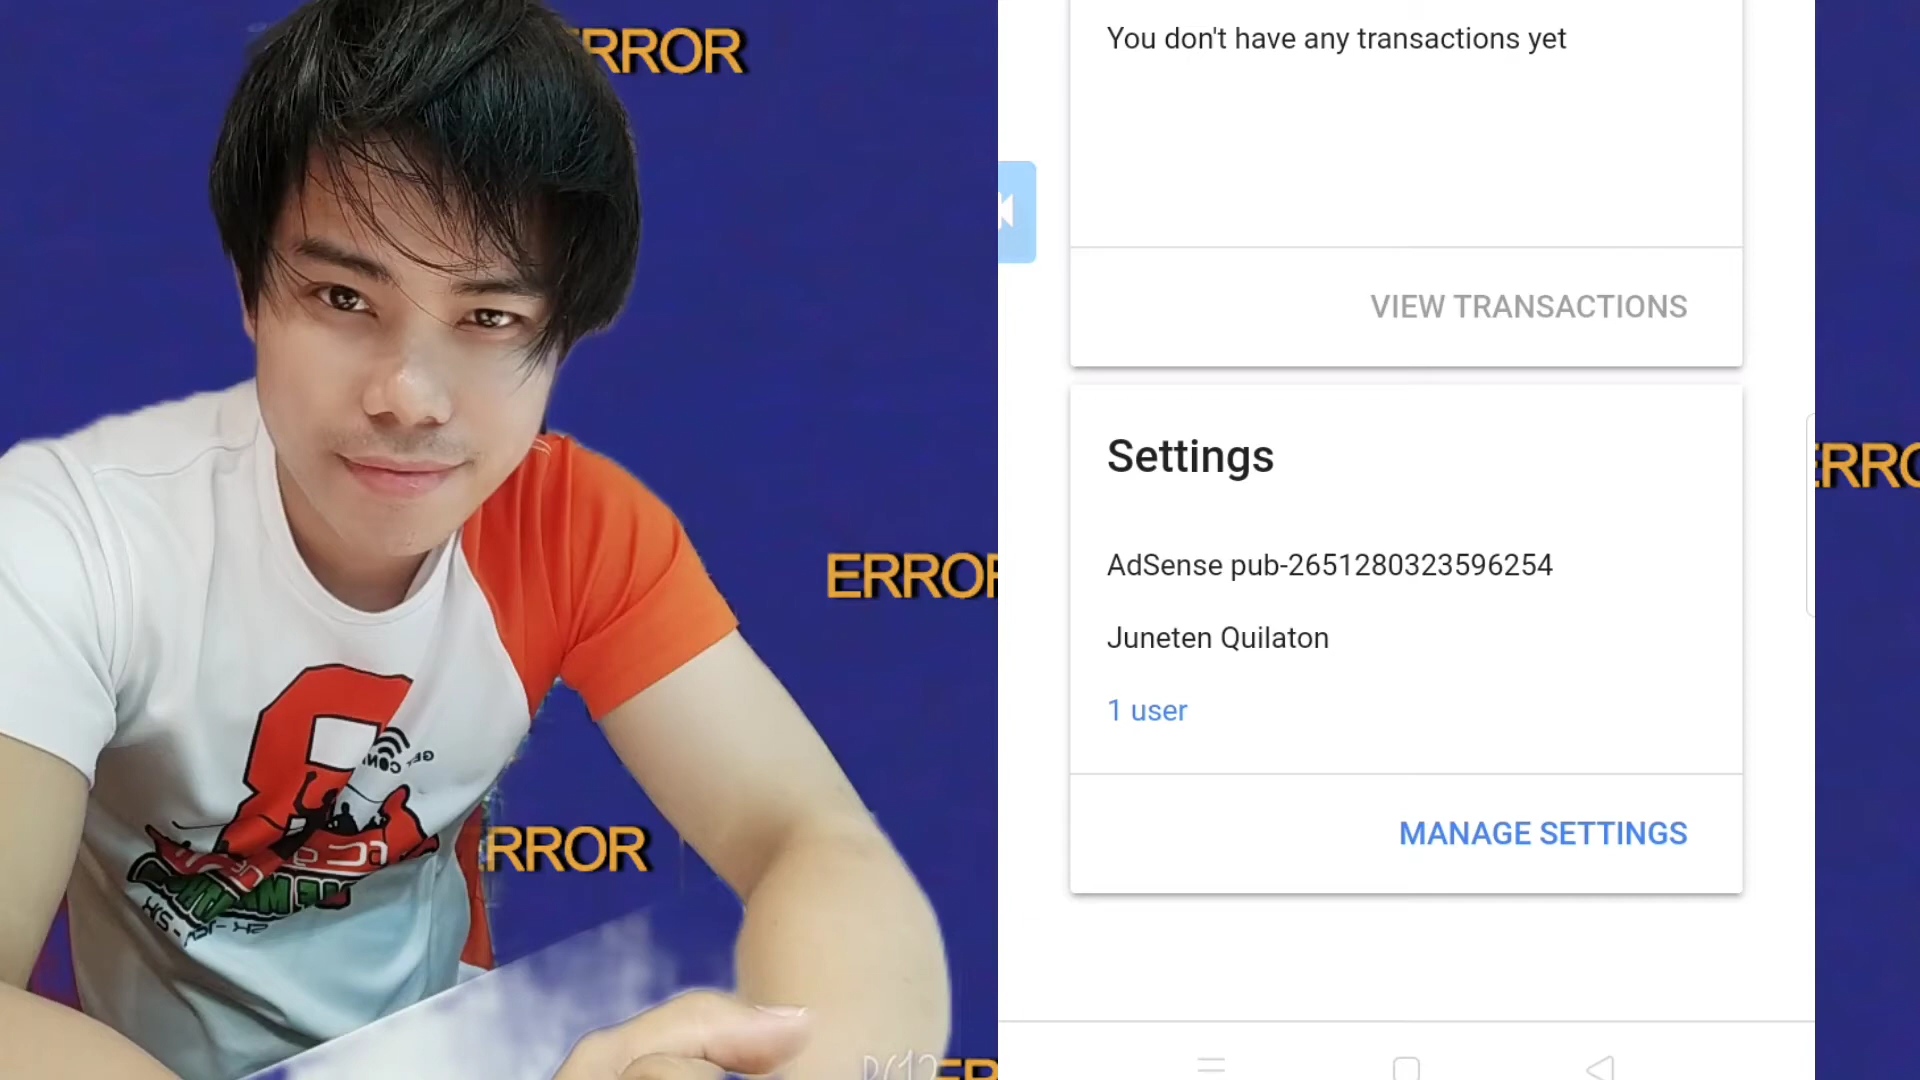 ERROR
You don't have any transactions yet
VIEW TRANSACTIONS
Settings
ERRO
AdSense pub-2651280323596254
ERROR
Juneten Quilaton
1 user
MANAGE SETTINGS
RROR